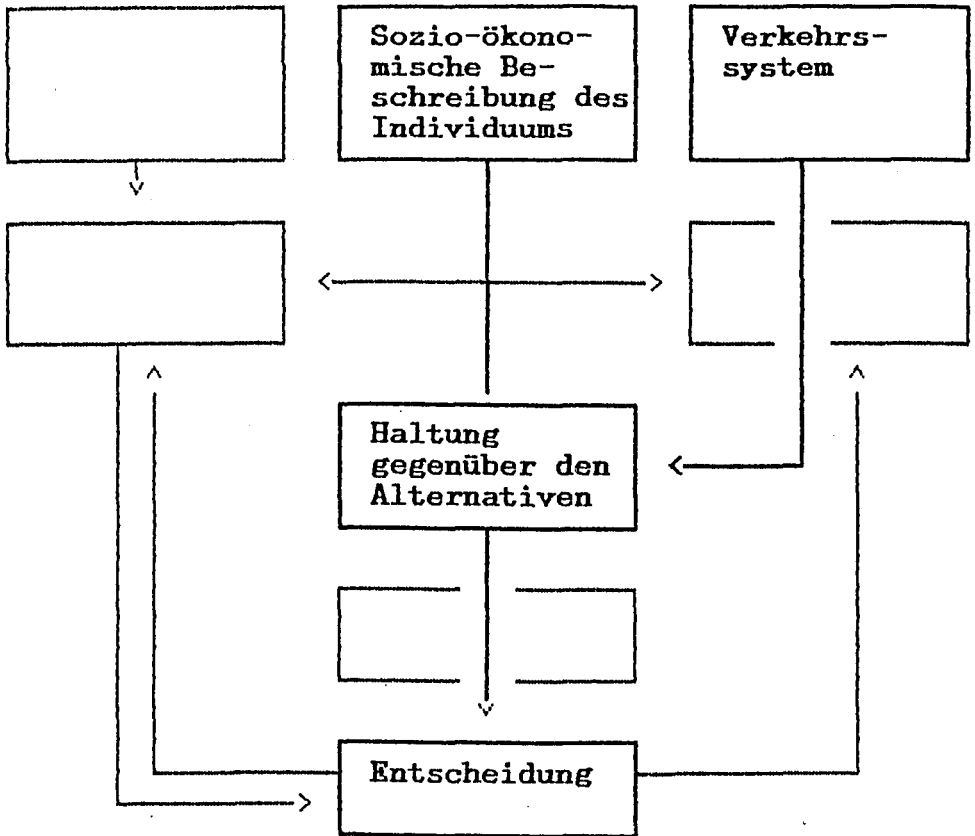 Sozio-ökono-
mische Be-
schreibung des
Individuums
Verkehrs-
system
Haltung
gegenüber den
Alternativen
Entscheidung